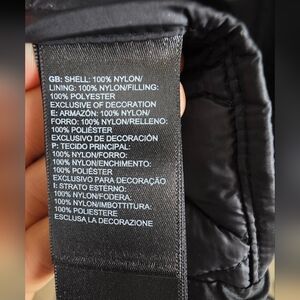 GB: SHELL: 100% NYLON/
LINING: 100% NYLON/FILLING:
100% POLYESTER
EXCLUSIVE OF DECORATION
E: ARMAZÓN: 100% NYLON/
FORRO: 100% NYLON/RELLENO:
100% POLIÉSTER
EXCLUSIVO DE DECORACIÓN
P: TECIDO PRINCIPAL:
100% NYLON/FORRO:
100% NYLON/ENCHIMENTO:
100% POLIÉSTER
EXCLUSIVO PARA DECORAÇÃO
I: STRATO ESTÉRNO:
100% NYLON/FODERA:
100% NYLON/IMBOTTITURA:
100% POLIESTERE
ESCLUSA LA DECORAZIONE